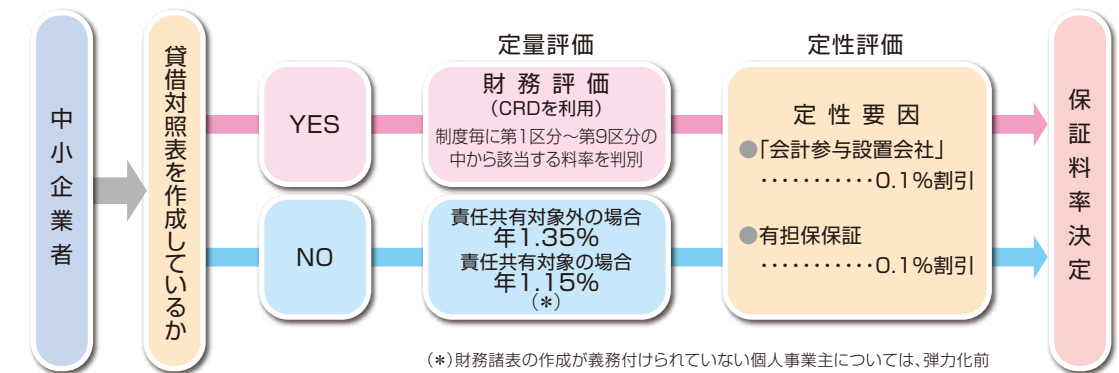 中小企業者
貸借対照表を作成しているか
YES
NO
定量評価
財務評価
（CRDを利用）
制度毎に第1区分～第9区分の
中から該当する料率を判別
責任共有対象外の場合
年1.35%
責任共有対象の場合
年1.15%
（＊）
定性評価
定性要因
●「会計参与設置会社」
・・・・・・・・・・・0.1%割引
●有担保保証
・・・・・・・・・・・0.1%割引
保証料率決定
（＊）財務諸表の作成が義務付けられていない個人事業主については、弾力化前